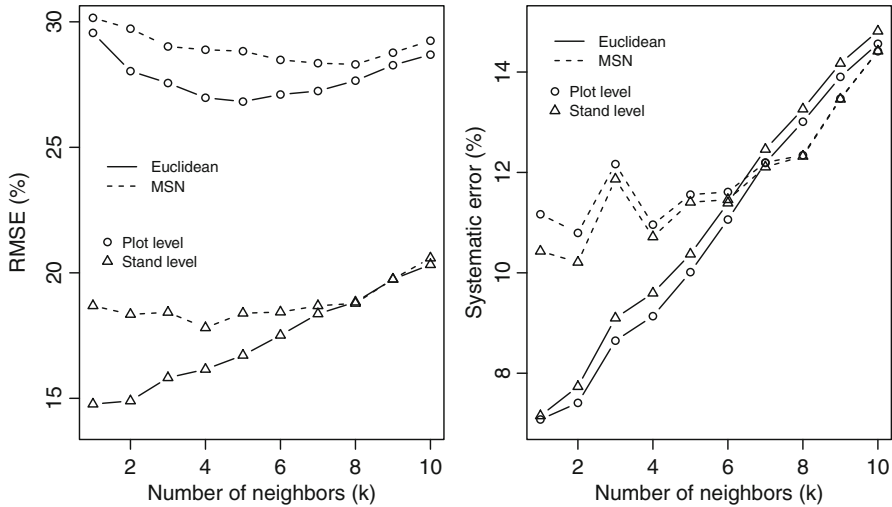 30
25
20
15
RMSE (%)
Euclidean
MSN
Plot level
Stand level
2 4 6 8 10
Number of neighbors (k)
14
12
10
8
Systematic error (%)
Euclidean
MSN
Plot level
Stand level
2 4 6 8 10
Number of neighbors (k)